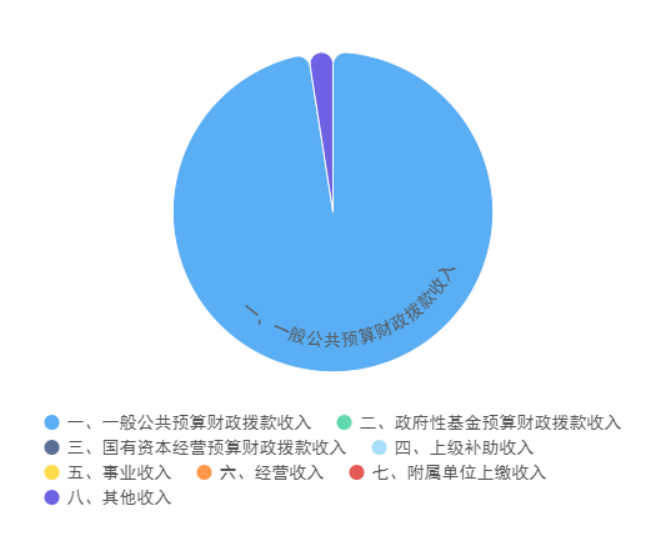 一、一般公共预算财政拨款收入
一、一般公共预算财政拨款收入 二、政府性基金预算财政拨款收入
三、国有资本经营预算财政拨款收入 四、上级补助收入
五、事业收入 六、经营收入 七、附属单位上缴收入
八、其他收入